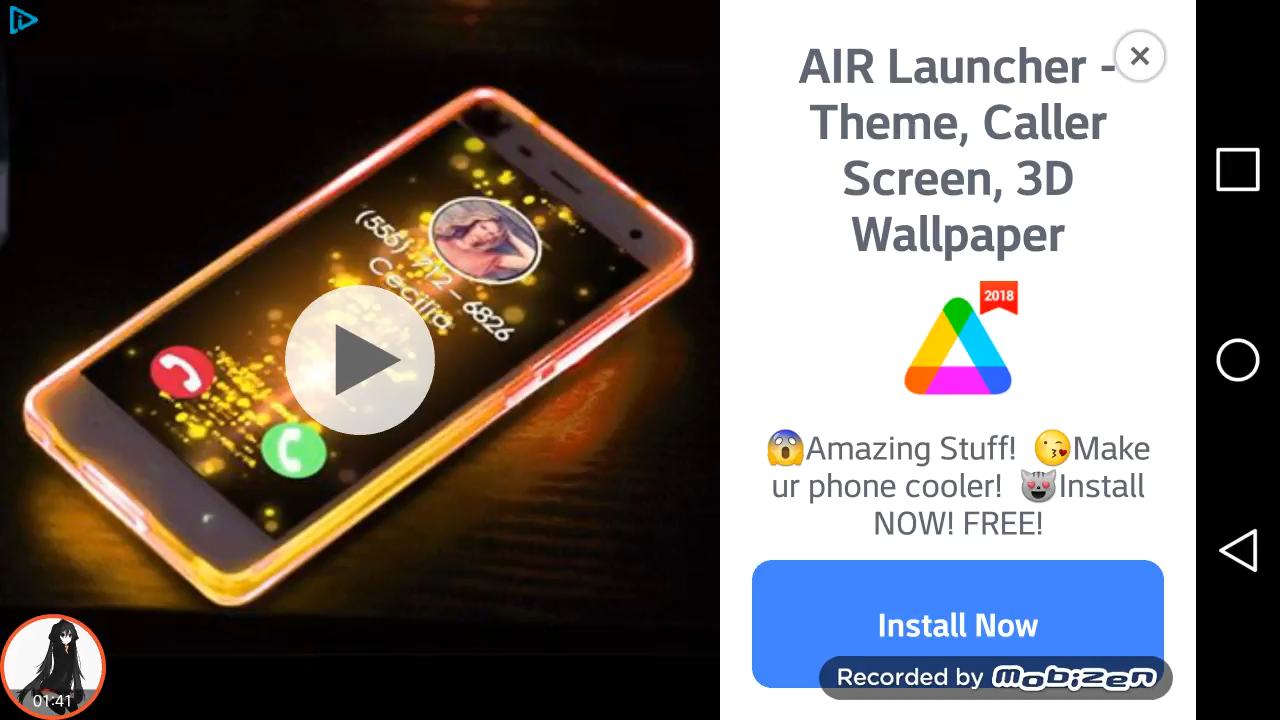 (555) 712-6826
Cecilia
01:41
AIR Launcher -
Theme, Caller
Screen, 3D
Wallpaper
2018
😱Amazing Stuff! 😘Make
ur phone cooler! 😻Install
NOW! FREE!
Install Now
Recorded by mobizen